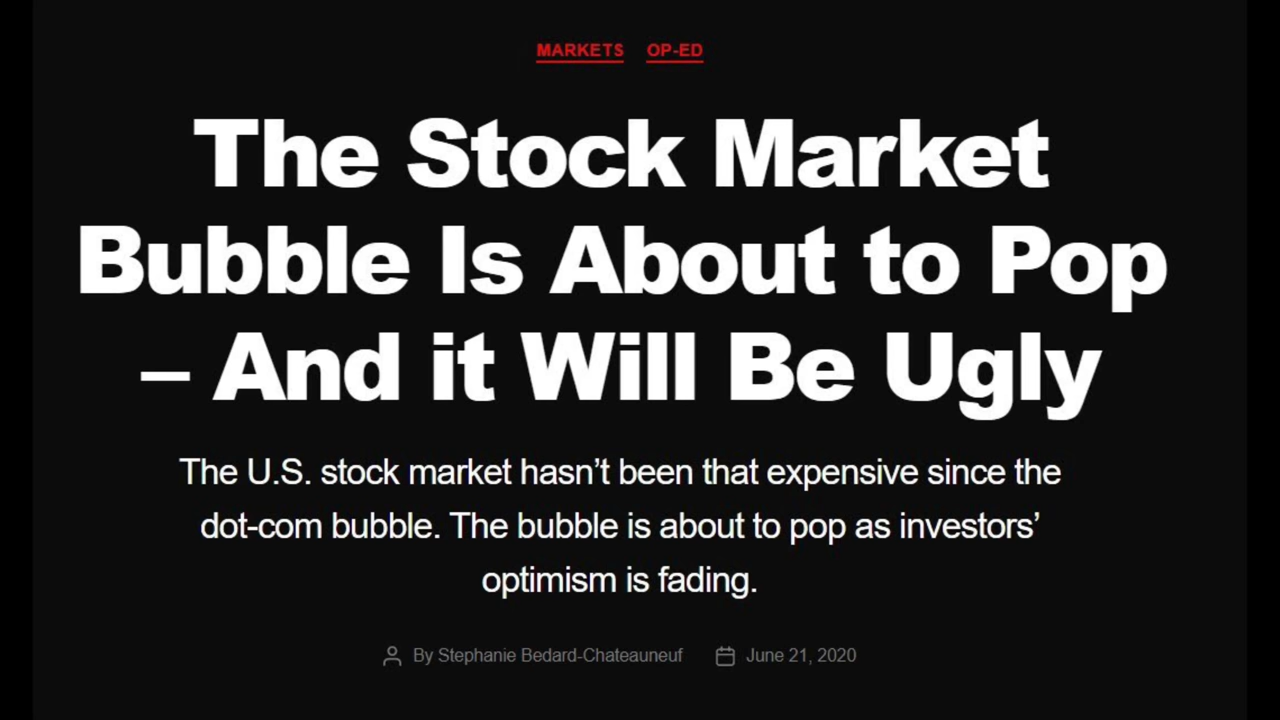 MARKETS OP-ED
The Stock Market
Bubble Is About to Pop
– And it Will Be Ugly
The U.S. stock market hasn’t been that expensive since the
dot-com bubble. The bubble is about to pop as investors’
optimism is fading.
By Stephanie Bedard-Chateauneuf June 21, 2020